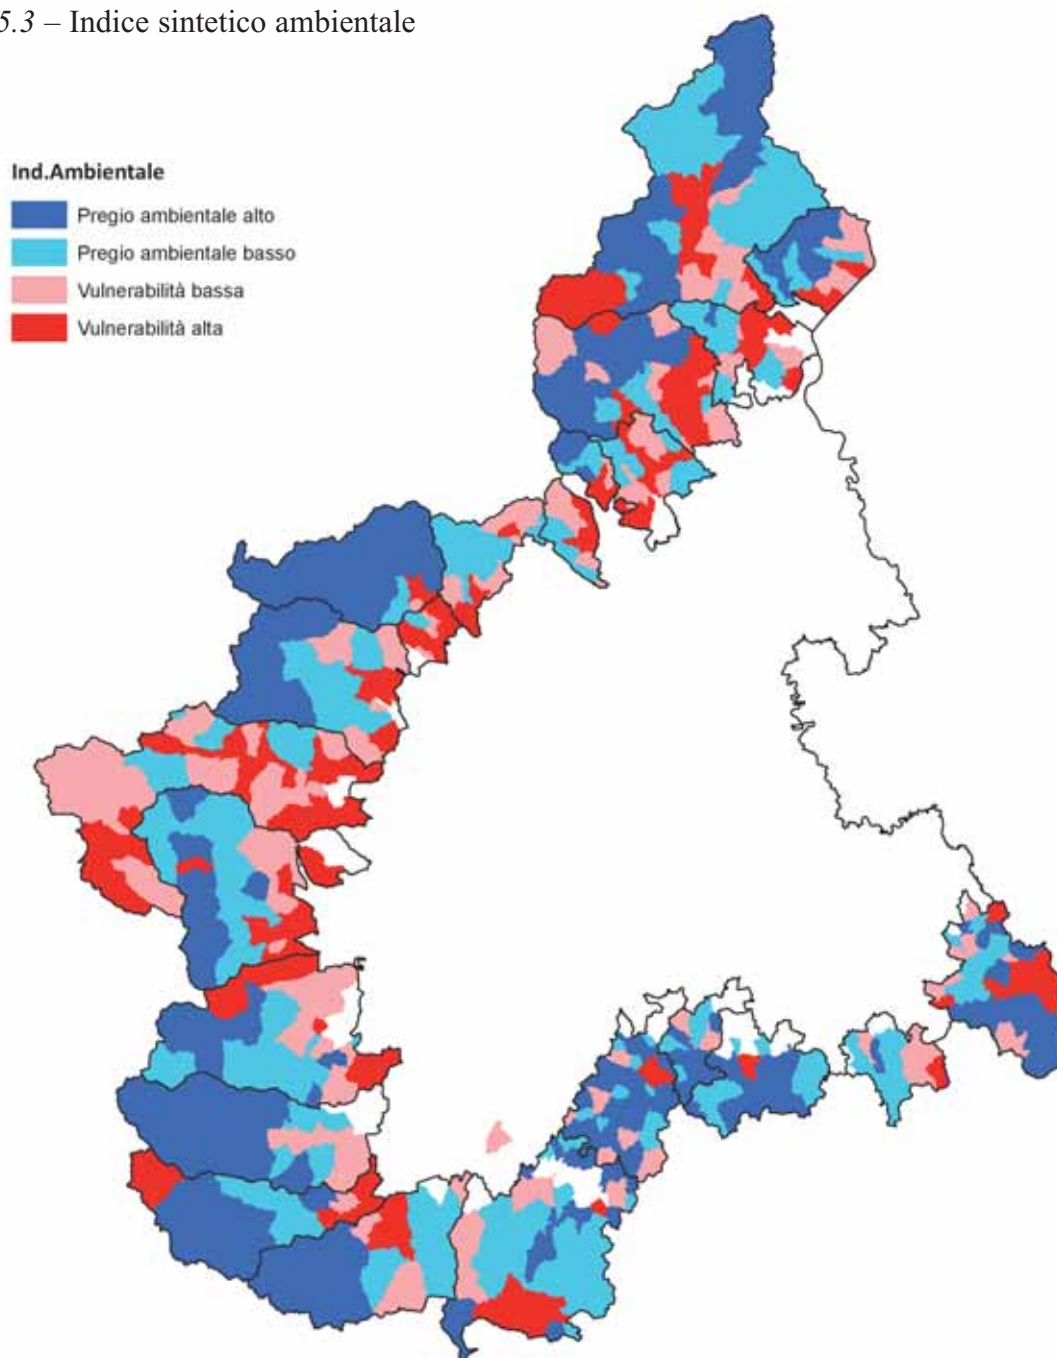 5.3 – Indice sintetico ambientale
Ind.Ambientale
Pregio ambientale alto
Pregio ambientale basso
Vulnerabilità bassa
Vulnerabilità alta